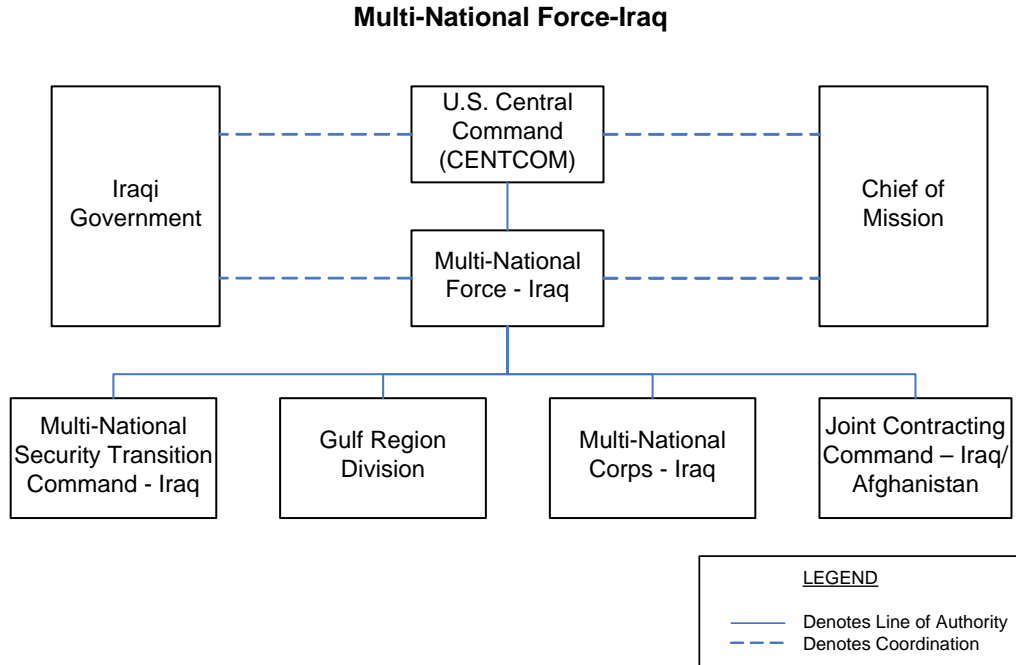 Multi-National Force-Iraq
U.S. Central
Command
(CENTCOM)
Iraqi
Government
Chief of
Mission
Multi-National
Force - Iraq
Multi-National
Security Transition
Command - Iraq
Gulf Region
Division
Multi-National
Corps - Iraq
Joint Contracting
Command – Iraq/
Afghanistan
LEGEND
Denotes Line of Authority
Denotes Coordination